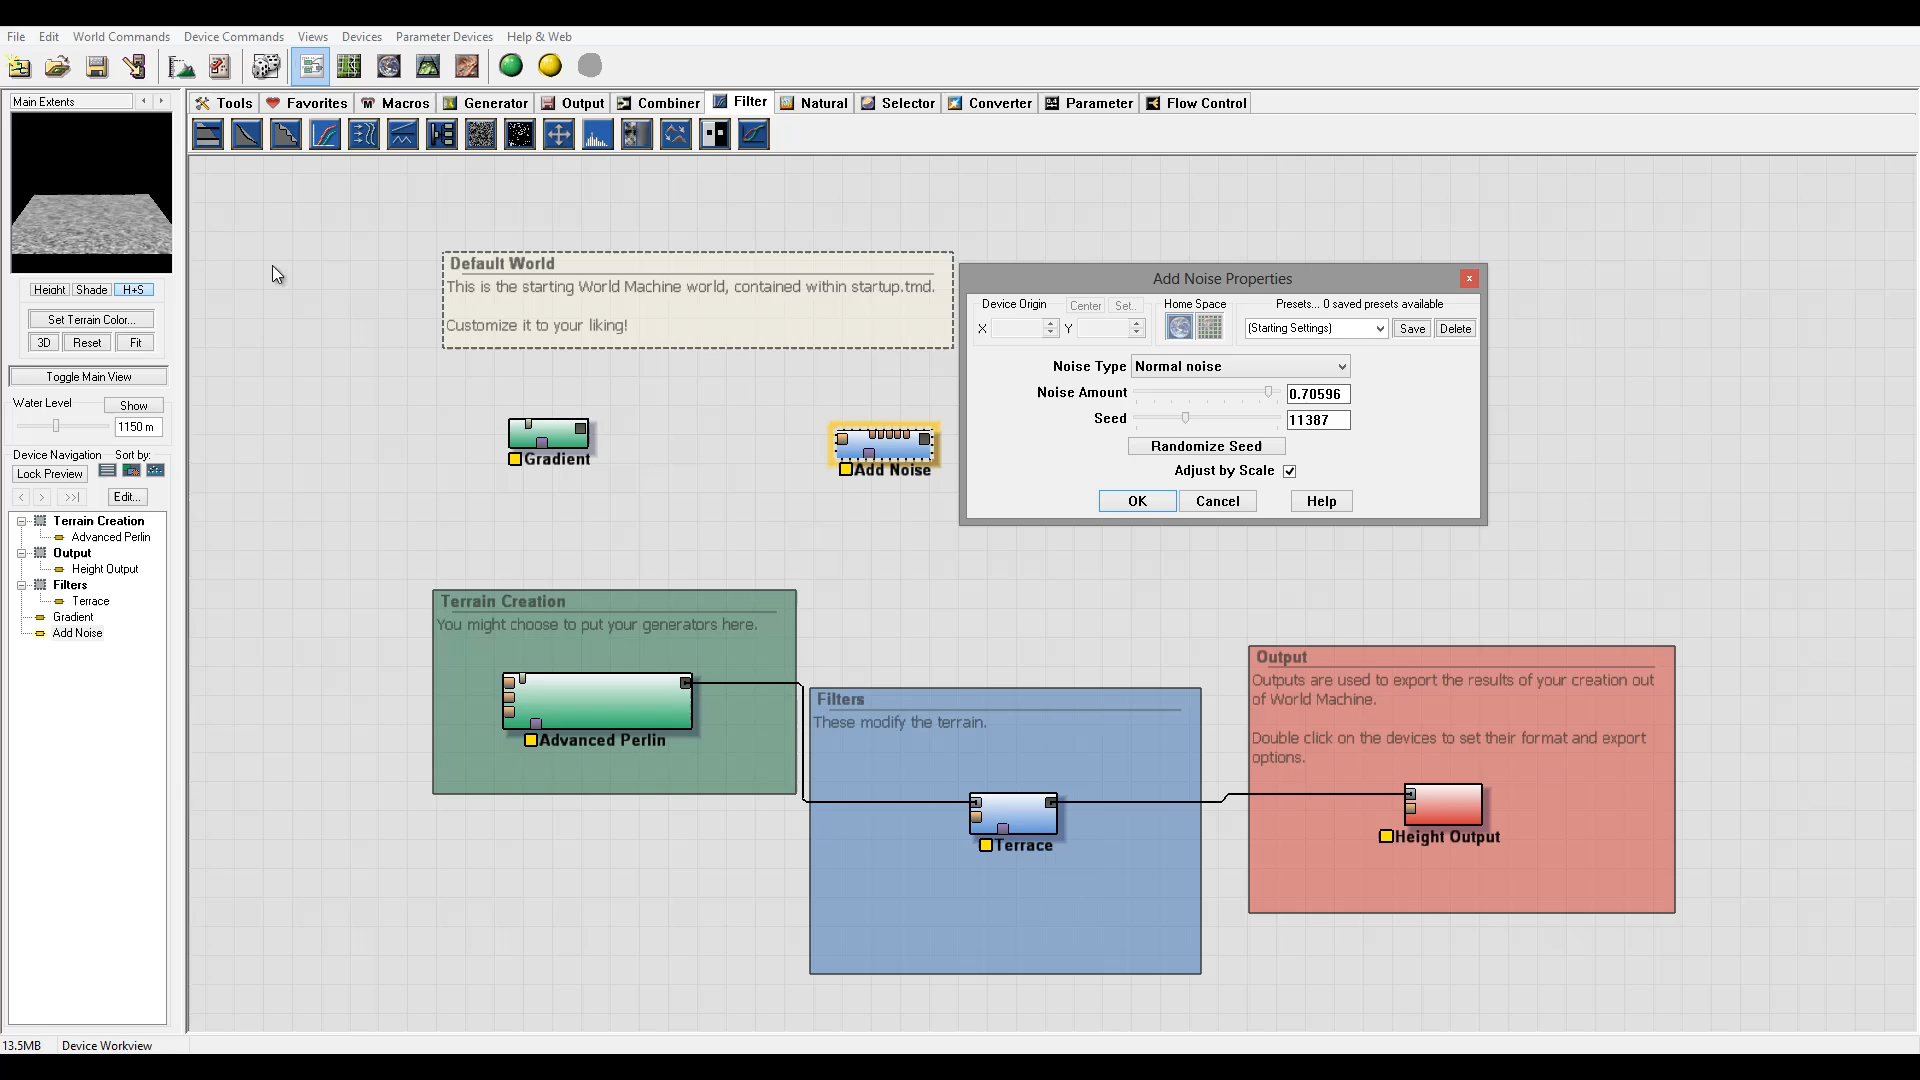 File Edit World Commands Device Commands Views Devices Parameter Devices Help & Web
Main Extents
Tools Favorites Macros Generator Output Combiner Filter Natural Selector Converter Parameter Flow Control
Height Shade H+S
Set Terrain Color...
3D Reset Fit
Toggle Main View
Water Level Show
1150 m
Device Navigation Sort by:
Lock Preview
< > >>| Edit...
Terrain Creation
Advanced Perlin
Output
Height Output
Filters
Terrace
Gradient
Add Noise
Default World
This is the starting World Machine world, contained within startup.tmd.
Customize it to your liking!
Gradient
Add Noise
Add Noise Properties
Device Origin Center Set.. Home Space Presets... 0 saved presets available
X Y (Starting Settings) Save Delete
Noise Type Normal noise
Noise Amount 0.70596
Seed 11387
Randomize Seed
Adjust by Scale
OK Cancel Help
Terrain Creation
You might choose to put your generators here.
Advanced Perlin
Filters
These modify the terrain.
Terrace
Output
Outputs are used to export the results of your creation out
of World Machine.
Double click on the devices to set their format and export
options.
Height Output
13.5MB Device Workview